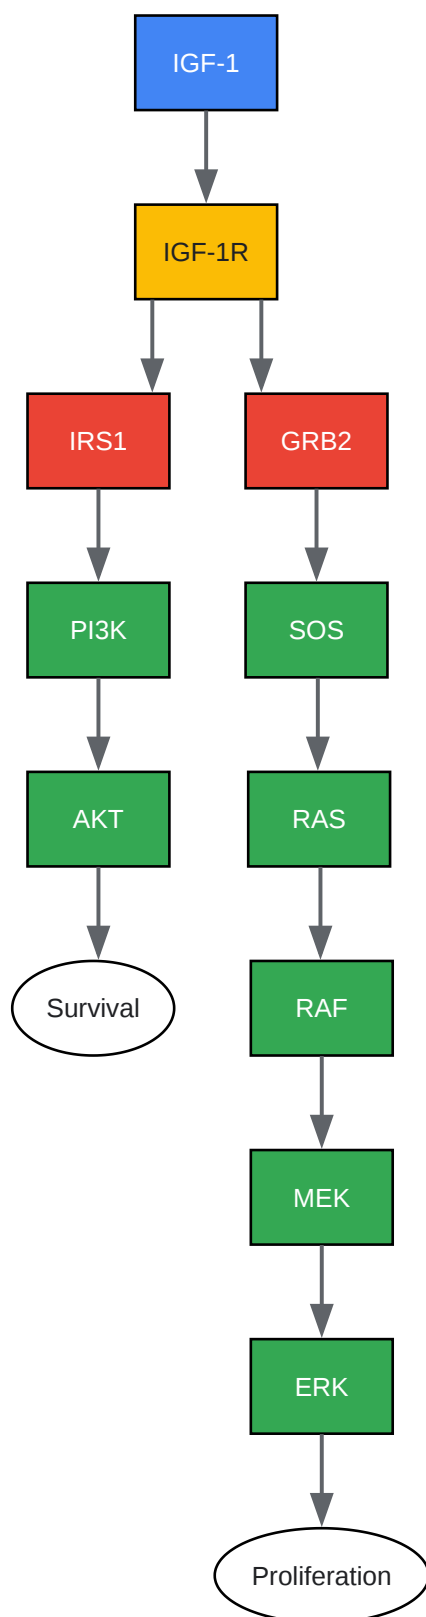 IGF-1
IGF-1R
IRS1
GRB2
PI3K
SOS
AKT
RAS
Survival
RAF
MEK
ERK
Proliferation